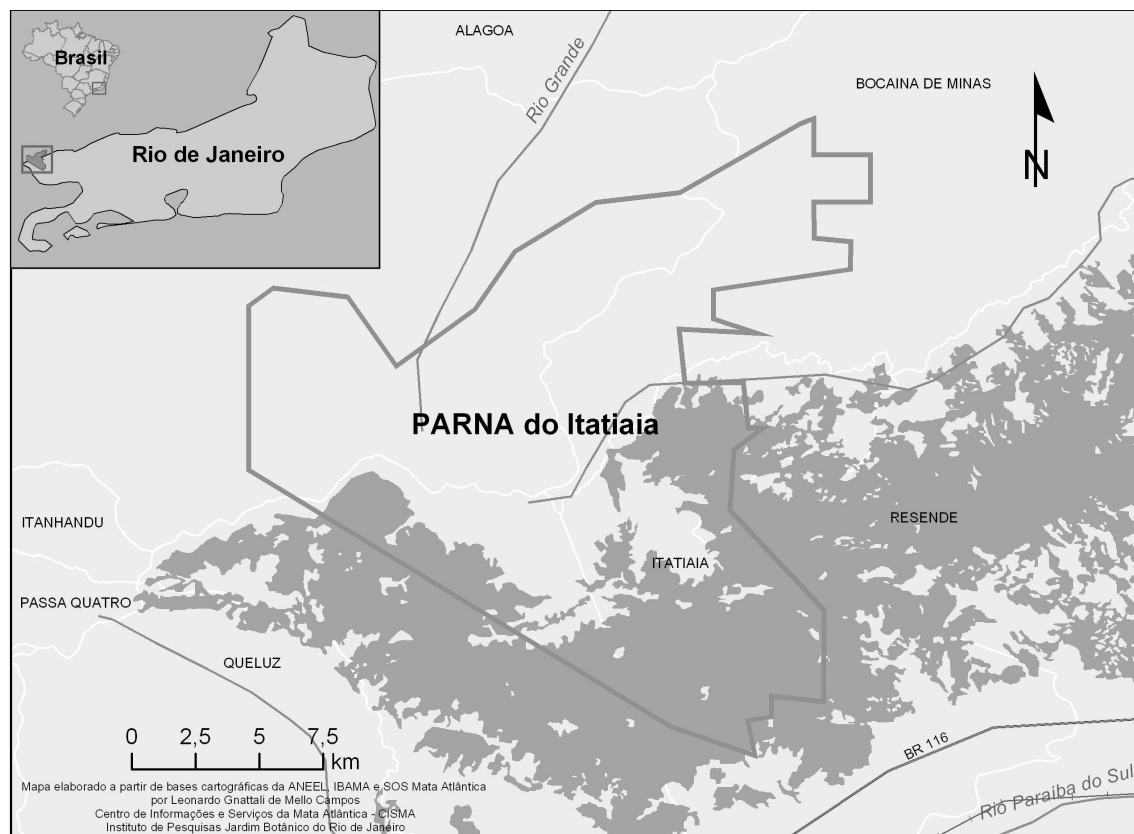 ALAGOA
Rio Grande
BOCAINA DE MINAS
Brasil
Rio de Janeiro
N
PARNA do Itatiaia
ITANHANDU
RESENDE
ITATIAIA
PASSA QUATRO
QUELUZ
0 2,5 5 7,5
km
BR 116
Rio Paraiba do Sul
Mapa elaborado a partir de bases cartográficas da ANEEL, IBAMA e SOS Mata Atlântica
por Leonardo Gnattali de Mello Campos
Centro de Informações e Serviços da Mata Atlântica - CISMA
Instituto de Pesquisas Jardim Botânico do Rio de Janeiro